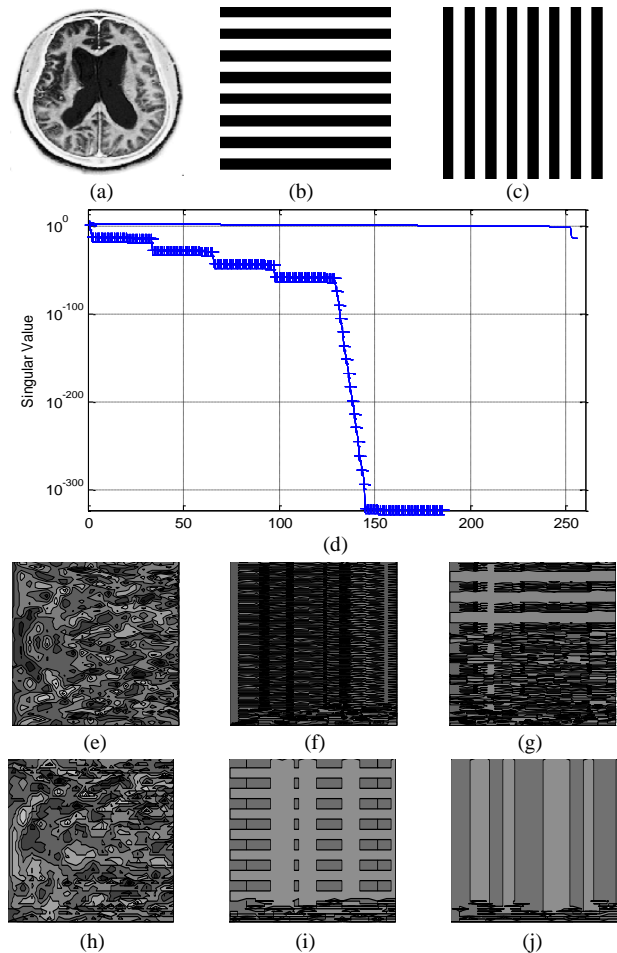 (a) (b) (c)
10^0
10^-100
10^-200
10^-300
Singular Value
0 50 100 150 200 250
(d)
(e) (f) (g)
(h) (i) (j)